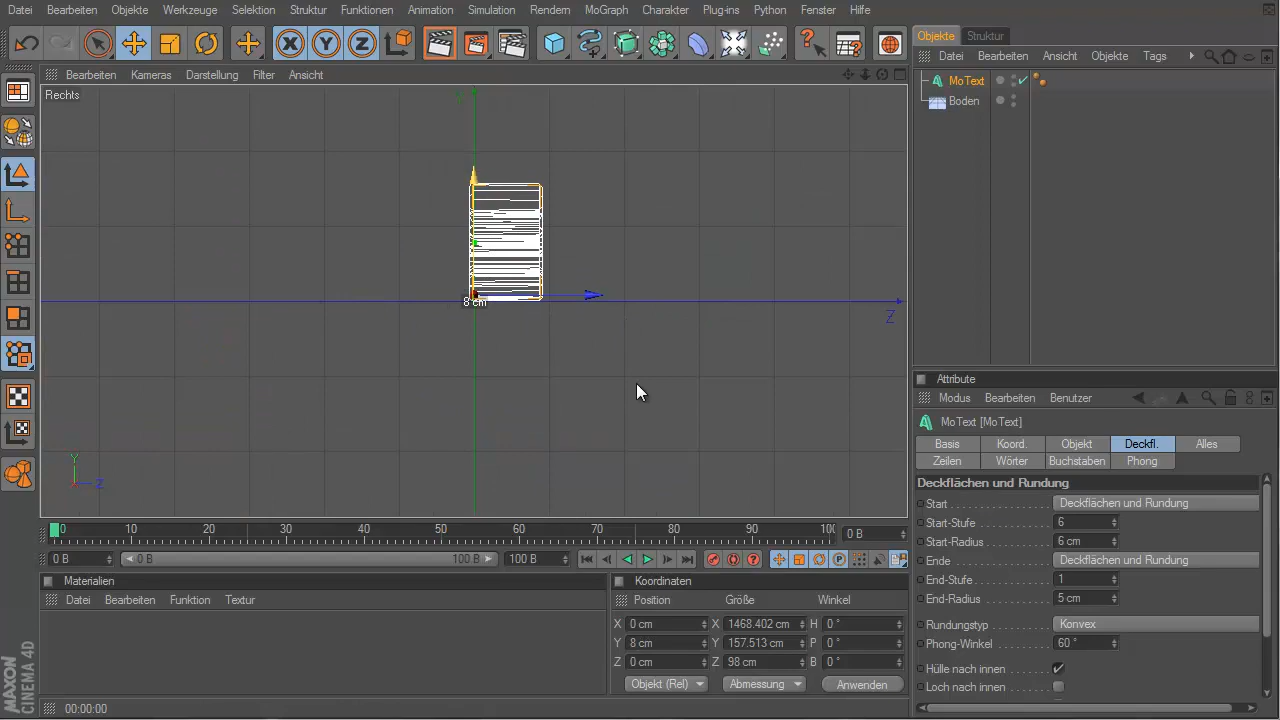 Datei Bearbeiten Objekte Werkzeuge Selektion Struktur Funktionen Animation Simulation Rendern MoGraph Charakter Plug-ins Python Fenster Hilfe
Objekte Struktur
Datei Bearbeiten Ansicht Objekte Tags
Bearbeiten Kameras Darstellung Filter Ansicht
Rechts
MoText
Boden
Y
8 cm
Z
Y
Z
Attribute
Modus Bearbeiten Benutzer
MoText [MoText]
Basis Koord. Objekt Deckfl. Alles
Zeilen Wörter Buchstaben Phong
Deckflächen und Rundung
Start Deckflächen und Rundung
Start-Stufe 6
Start-Radius 6 cm
Ende Deckflächen und Rundung
End-Stufe 1
End-Radius 5 cm
Rundungstyp Konvex
Phong-Winkel 60 °
Hülle nach innen
Loch nach innen
0 10 20 30 40 50 60 70 80 90 100 0 B
0 B 0 B 100 B 100 B
Materialien
Datei Bearbeiten Funktion Textur
Koordinaten
Position Größe Winkel
X 0 cm X 1468.402 cm H 0 °
Y 8 cm Y 157.513 cm P 0 °
Z 0 cm Z 98 cm B 0 °
Objekt (Rel) Abmessung Anwenden
MAXON
CINEMA 4D
00:00:00